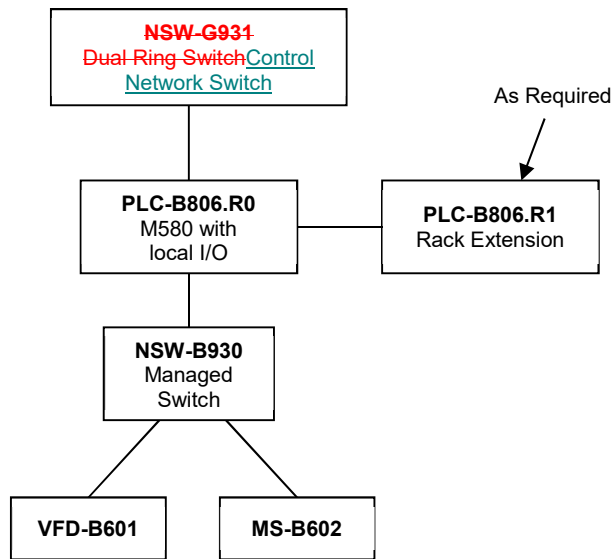 NSW-G931
Dual Ring SwitchControl
Network Switch
As Required
PLC-B806.R0
M580 with
local I/O
PLC-B806.R1
Rack Extension
NSW-B930
Managed
Switch
VFD-B601
MS-B602